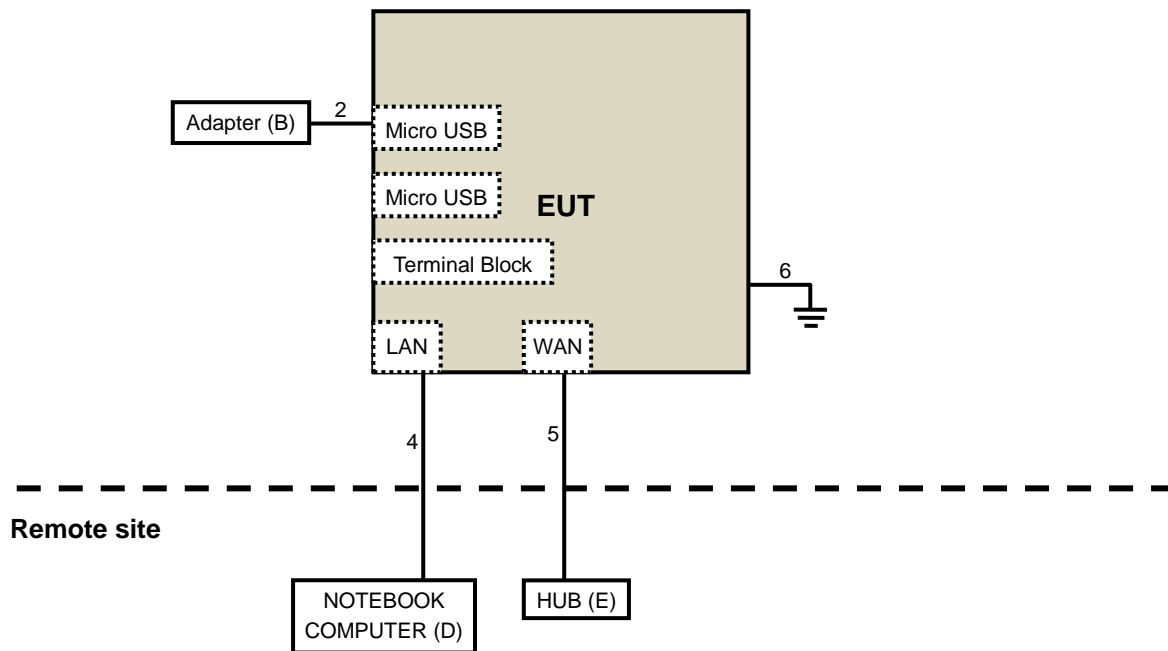 2
Adapter (B)
Micro USB
Micro USB
EUT
Terminal Block
6
LAN
WAN
4
5
Remote site
NOTEBOOK
COMPUTER (D)
HUB (E)